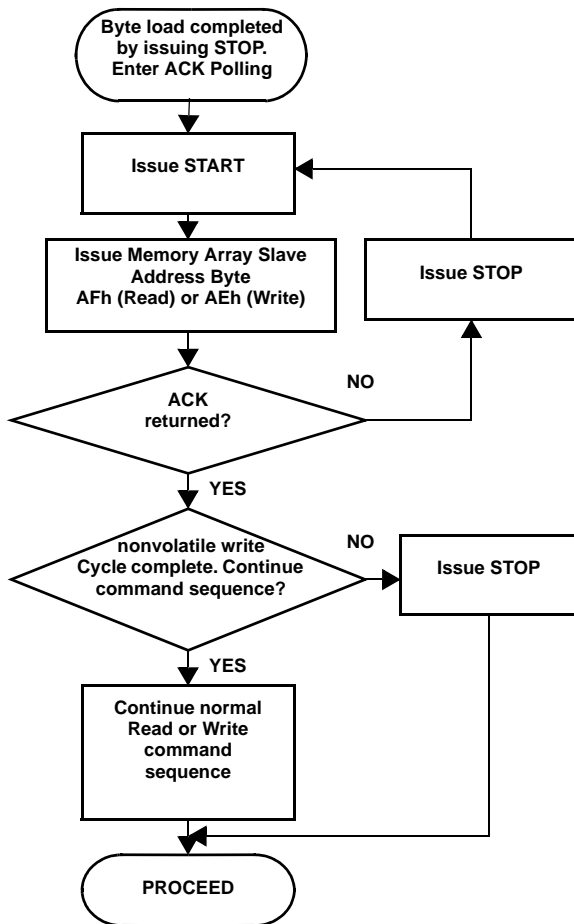 Byte load completed
by issuing STOP.
Enter ACK Polling
Issue START
Issue Memory Array Slave
Address Byte
AFh (Read) or AEh (Write)
Issue STOP
ACK
returned?
NO
YES
nonvolatile write
Cycle complete. Continue
command sequence?
NO
Issue STOP
YES
Continue normal
Read or Write
command
sequence
PROCEED